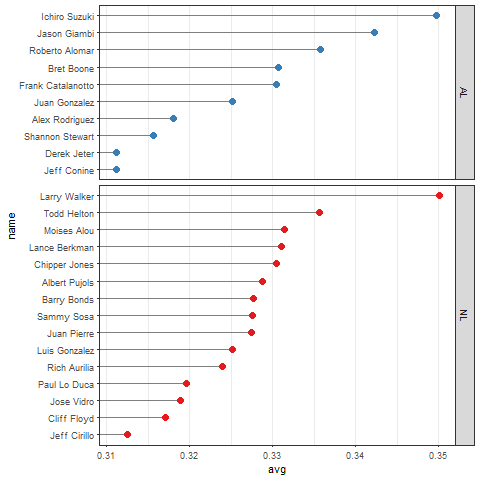 Ichiro Suzuki
Jason Giambi
Roberto Alomar
Bret Boone
Frank Catalanotto
Juan Gonzalez
Alex Rodriguez
Shannon Stewart
Derek Jeter
Jeff Conine
AL
Larry Walker
Todd Helton
Moises Alou
Lance Berkman
Chipper Jones
Albert Pujols
Barry Bonds
Sammy Sosa
Juan Pierre
Luis Gonzalez
Rich Aurilia
Paul Lo Duca
Jose Vidro
Cliff Floyd
Jeff Cirillo
NL
name
0.31 0.32 0.33 0.34 0.35
avg